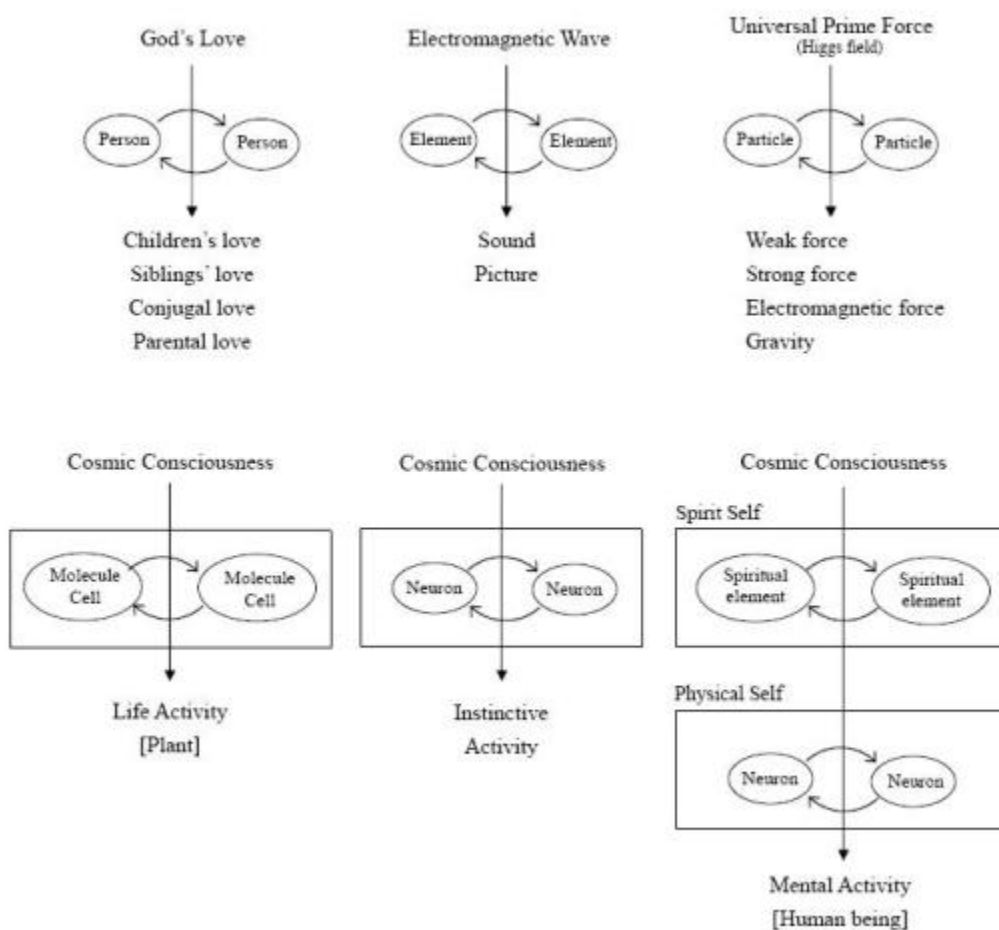 God's Love
Person
Person
Children's love
Siblings' love
Conjugal love
Parental love
Electromagnetic Wave
Element
Element
Sound
Picture
Universal Prime Force
(Higgs field)
Particle
Particle
Weak force
Strong force
Electromagnetic force
Gravity
Cosmic Consciousness
Molecule
Cell
Molecule
Cell
Life Activity
[Plant]
Cosmic Consciousness
Neuron
Neuron
Instinctive
Activity
Cosmic Consciousness
Spirit Self
Spiritual
element
Spiritual
element
Physical Self
Neuron
Neuron
Mental Activity
[Human being]